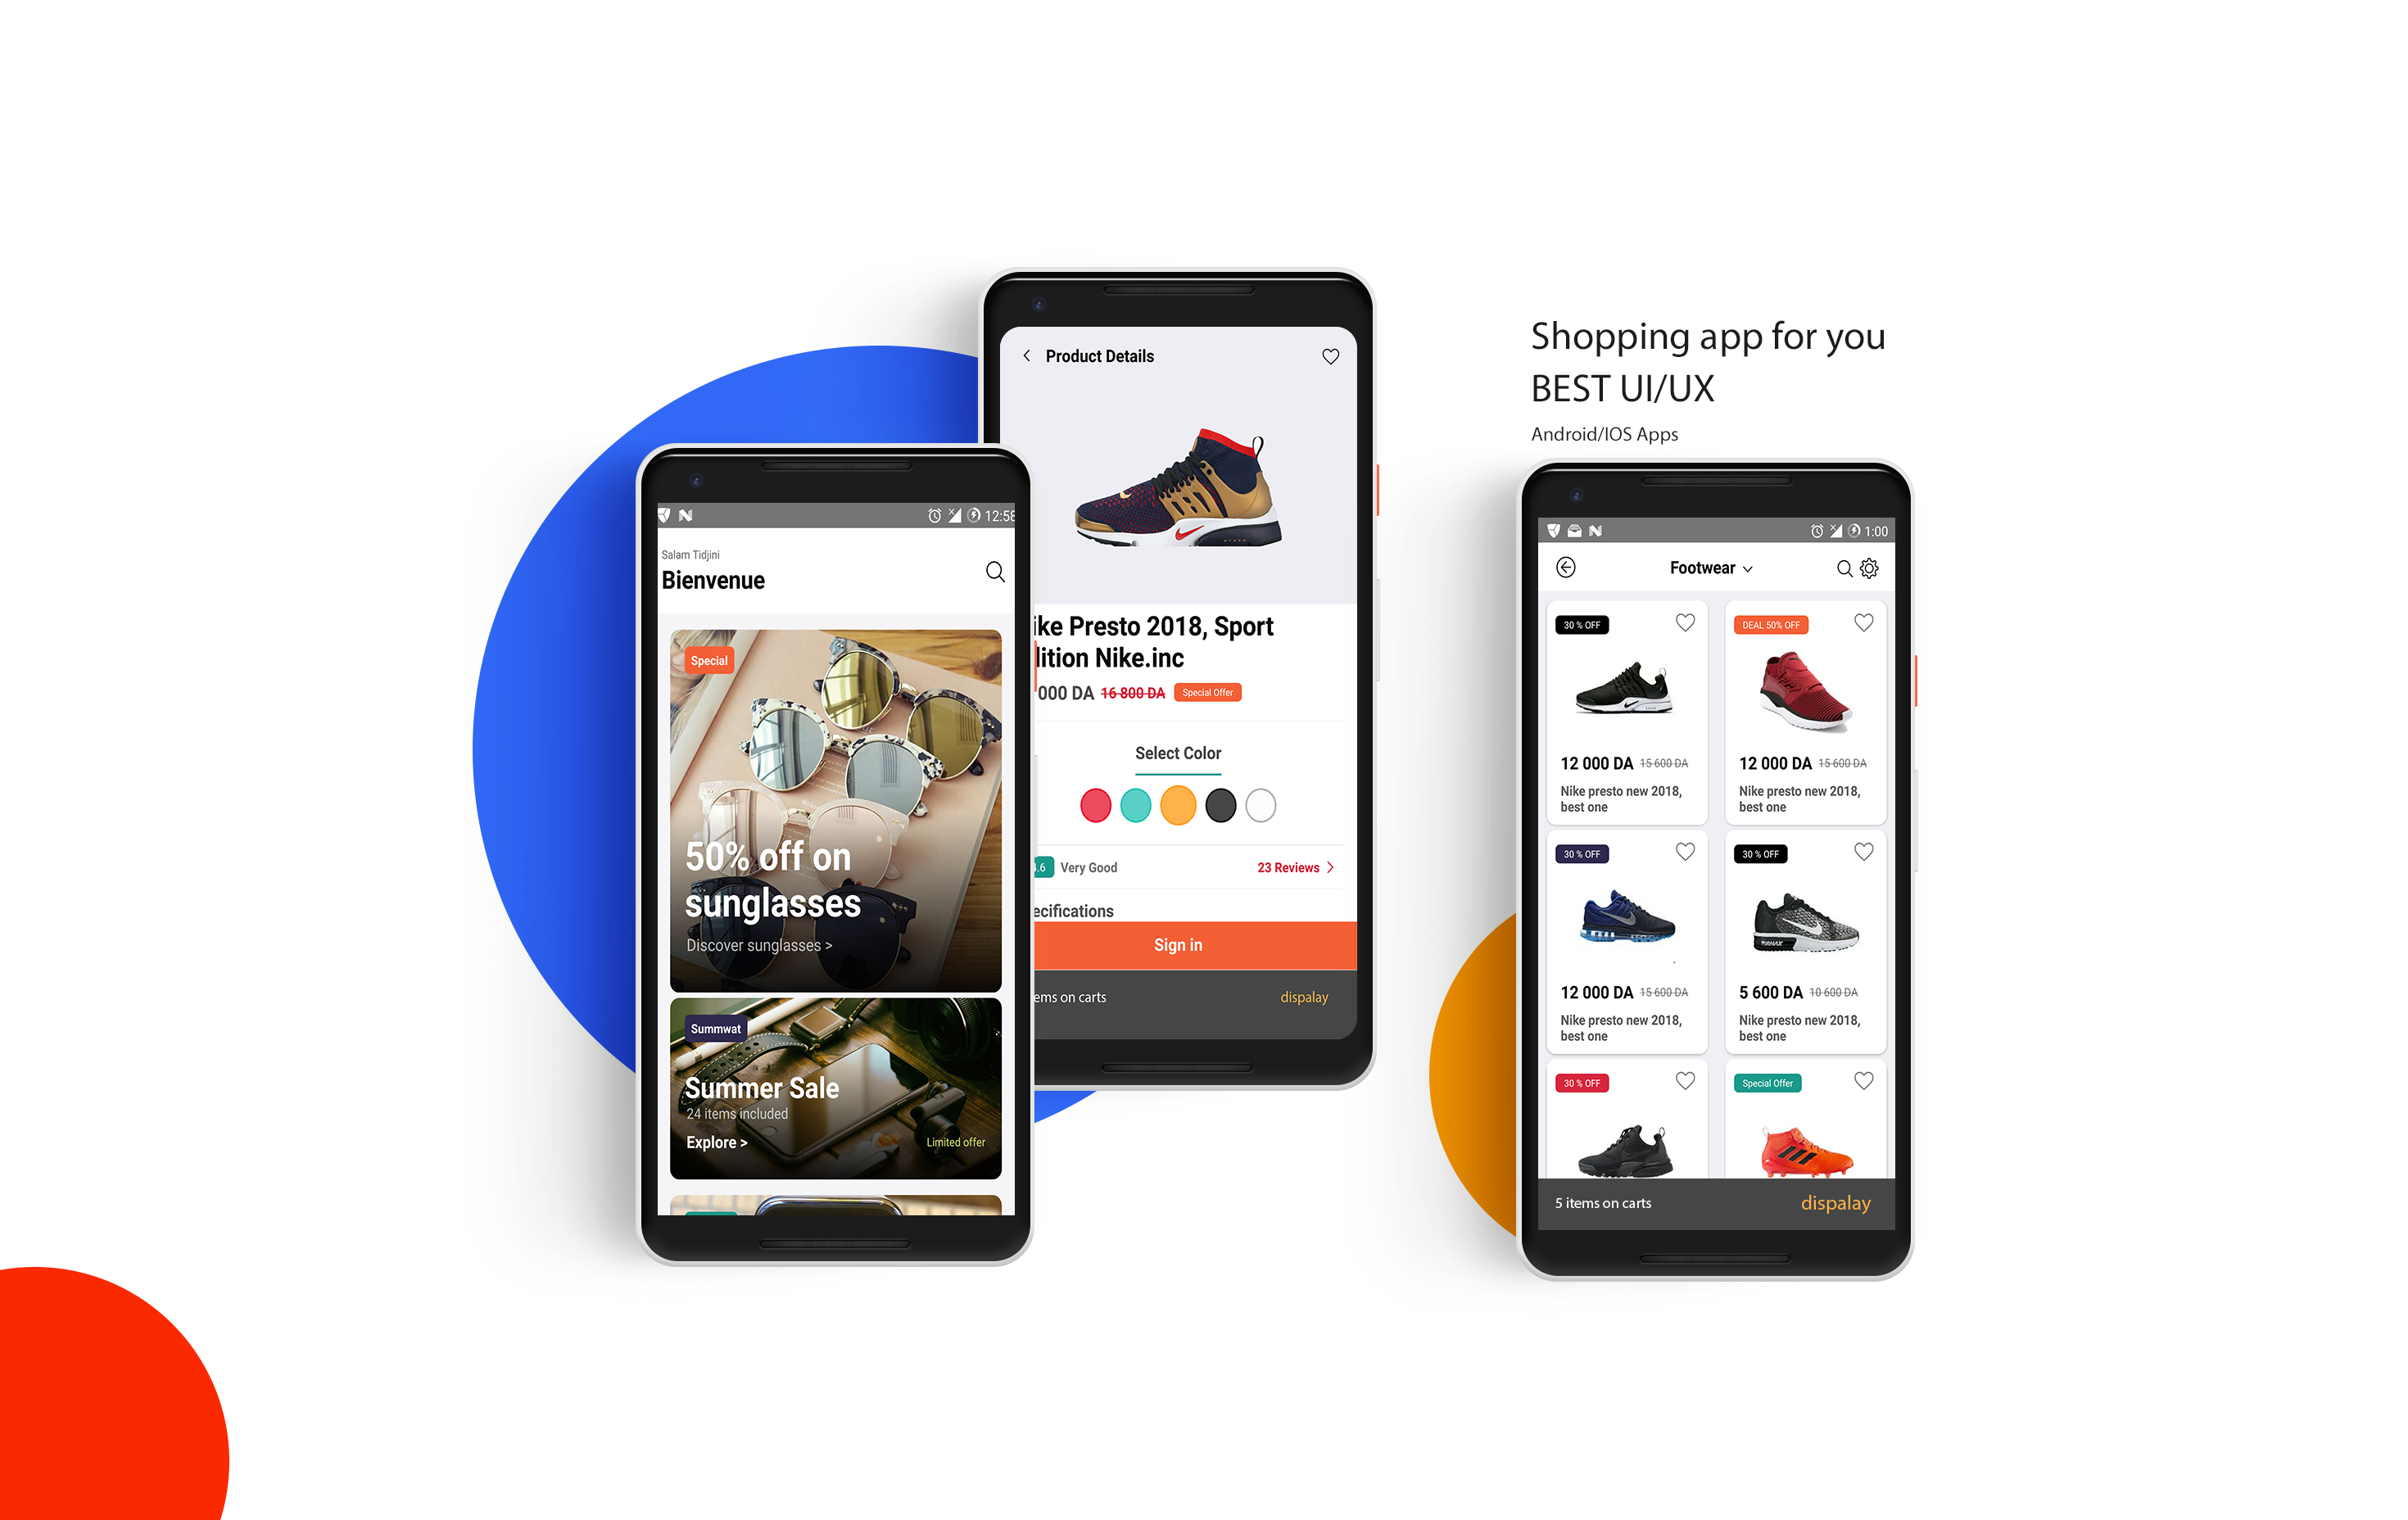 Shopping app for you
BEST UI/UX
Android/IOS Apps
12:58
Salam Tidjini
Bienvenue
Special
50% off on
sunglasses
Discover sunglasses >
Summwat
Summer Sale
24 items included
Explore >
Limited offer
Product Details
ike Presto 2018, Sport
lition Nike.inc
000 DA 16 800 DA Special Offer
Select Color
.6 Very Good
23 Reviews
ecifications
Sign in
ems on carts
dispalay
1:00
Footwear
30 % OFF
12 000 DA 15 600 DA
Nike presto new 2018,
best one
DEAL 50% OFF
12 000 DA 15 600 DA
Nike presto new 2018,
best one
30 % OFF
12 000 DA 15 600 DA
Nike presto new 2018,
best one
30 % OFF
5 600 DA 10 600 DA
Nike presto new 2018,
best one
30 % OFF
Special Offer
5 items on carts
dispalay